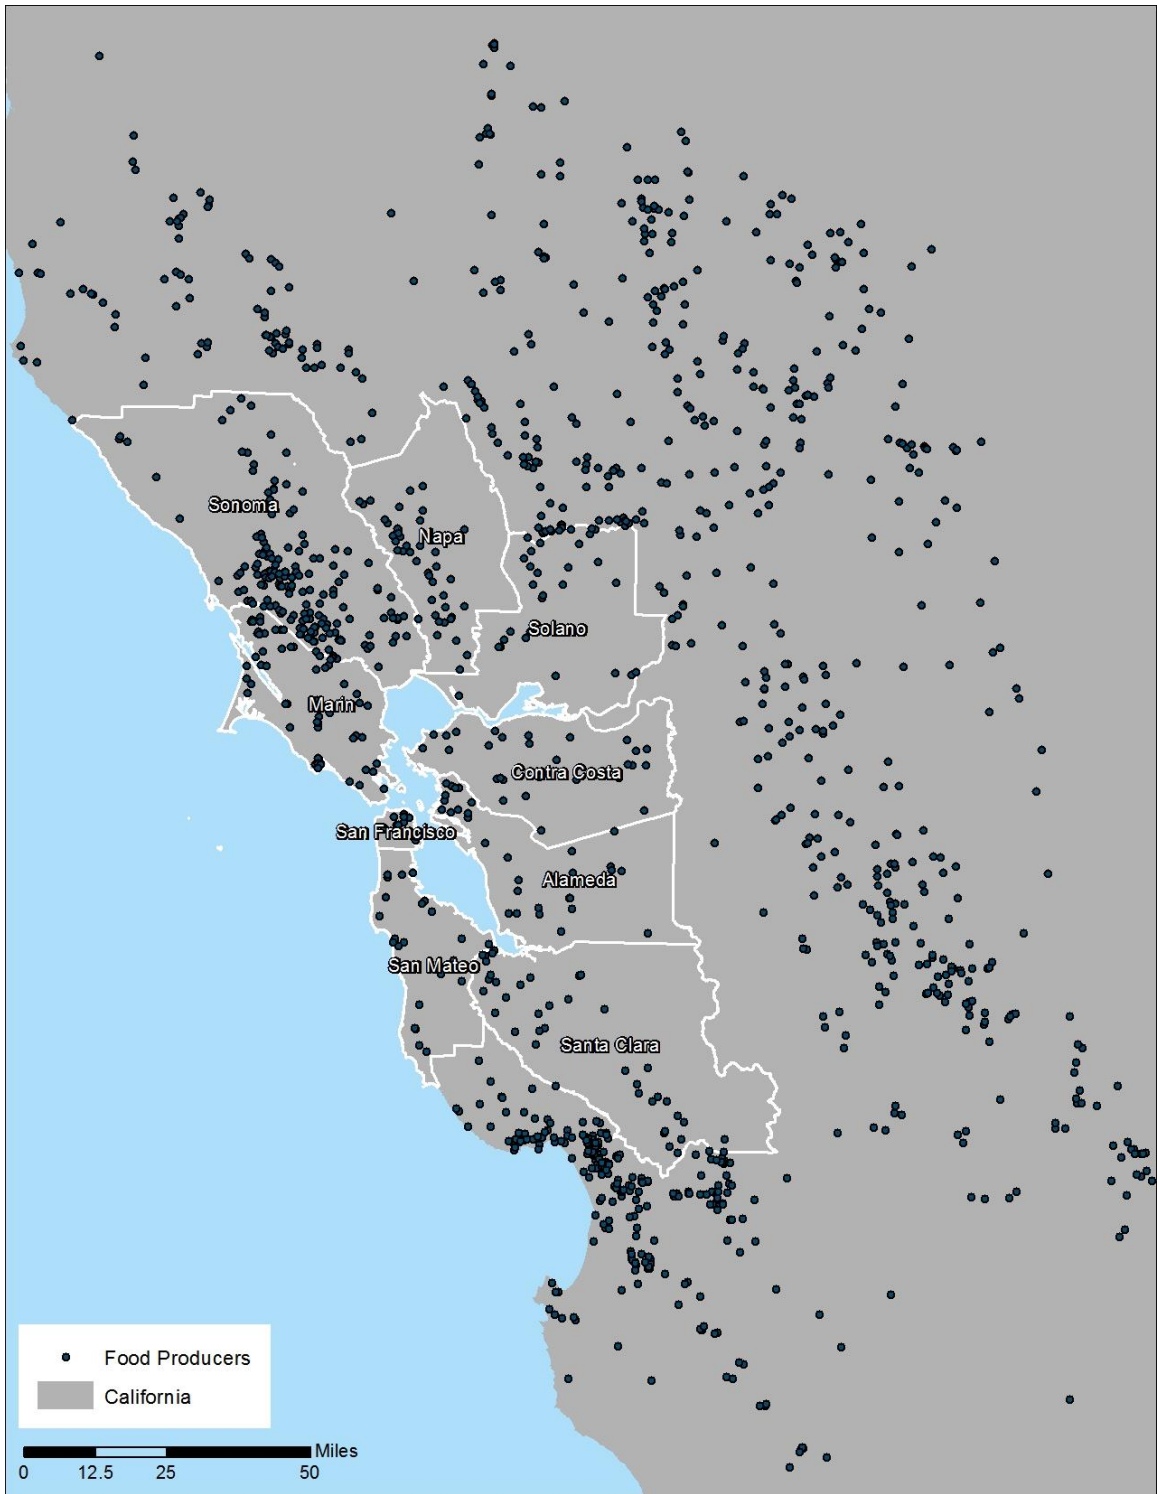 Sonoma
Napa
Solano
Marin
Contra Costa
San Francisco
Alameda
San Mateo
Santa Clara
Food Producers
California
Miles
0 12.5 25 50